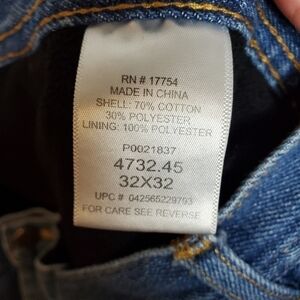 RN # 17754
MADE IN CHINA
SHELL: 70% COTTON
30% POLYESTER
LINING: 100% POLYESTER
P0021837
4732.45
32X32
UPC # 042565229793
FOR CARE SEE REVERSE